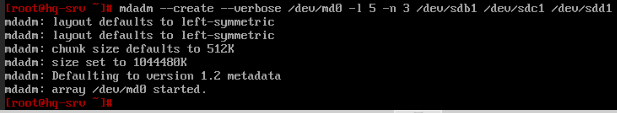 [root@hq-srv ~]# mdadm --create --verbose /dev/md0 -l 5 -n 3 /dev/sdb1 /dev/sdc1 /dev/sdd1
mdadm: layout defaults to left-symmetric
mdadm: layout defaults to left-symmetric
mdadm: chunk size defaults to 512K
mdadm: size set to 1044480K
mdadm: Defaulting to version 1.2 metadata
mdadm: array /dev/md0 started.
[root@hq-srv ~]#